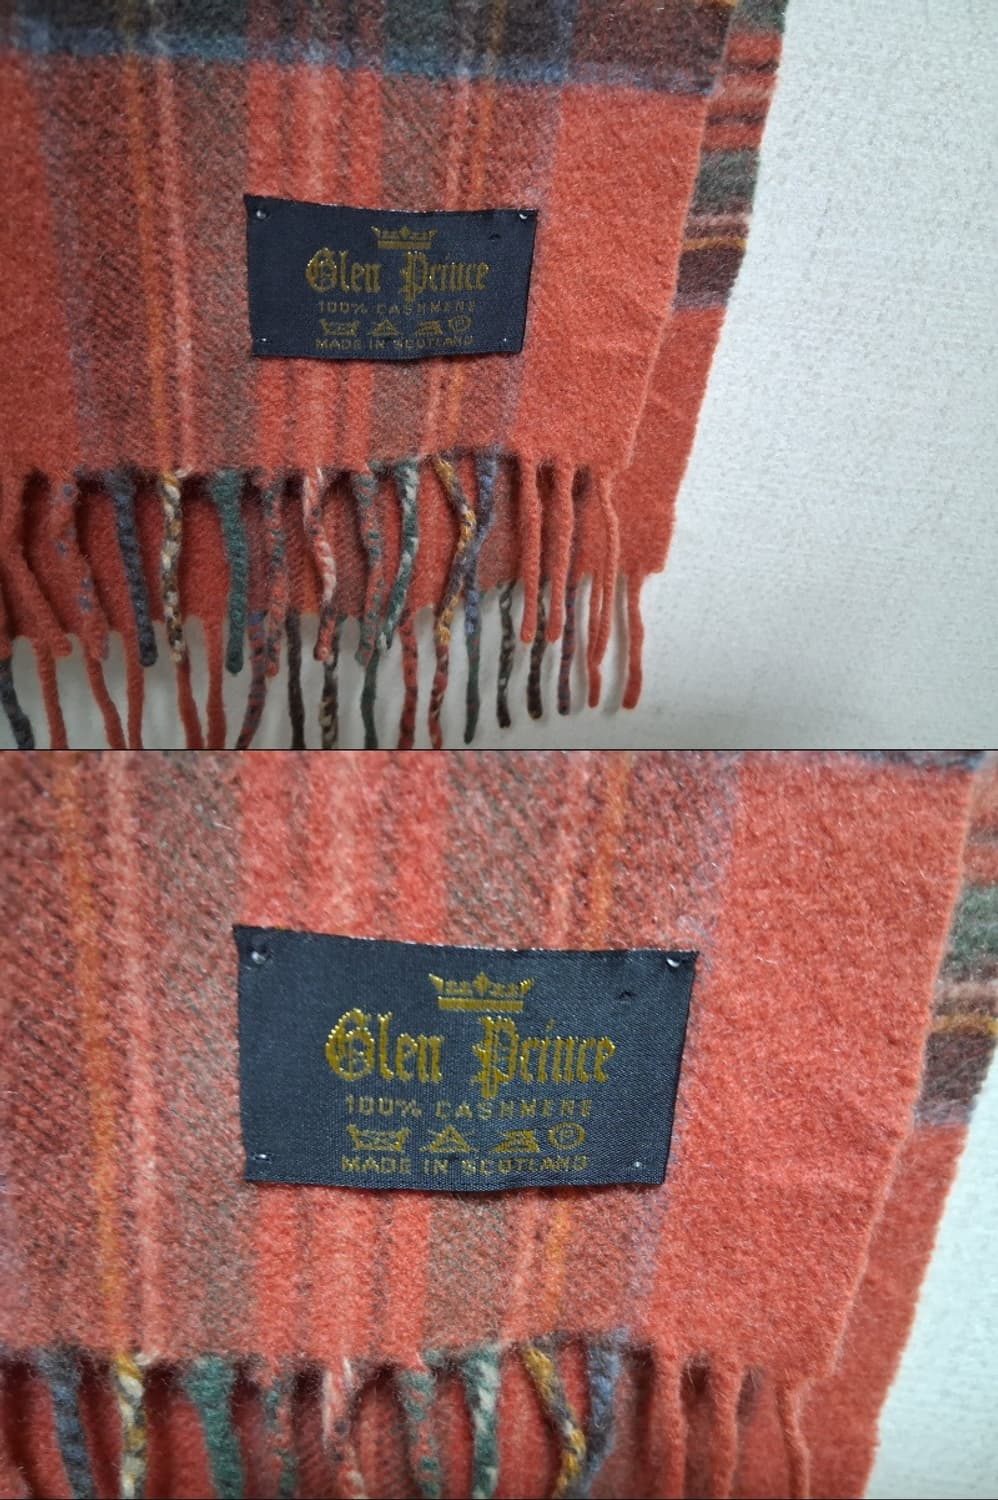 Glen Prince
100% CASHMERE
P
MADE IN SCOTLAND
Glen Prince
100% CASHMERE
P
MADE IN SCOTLAND